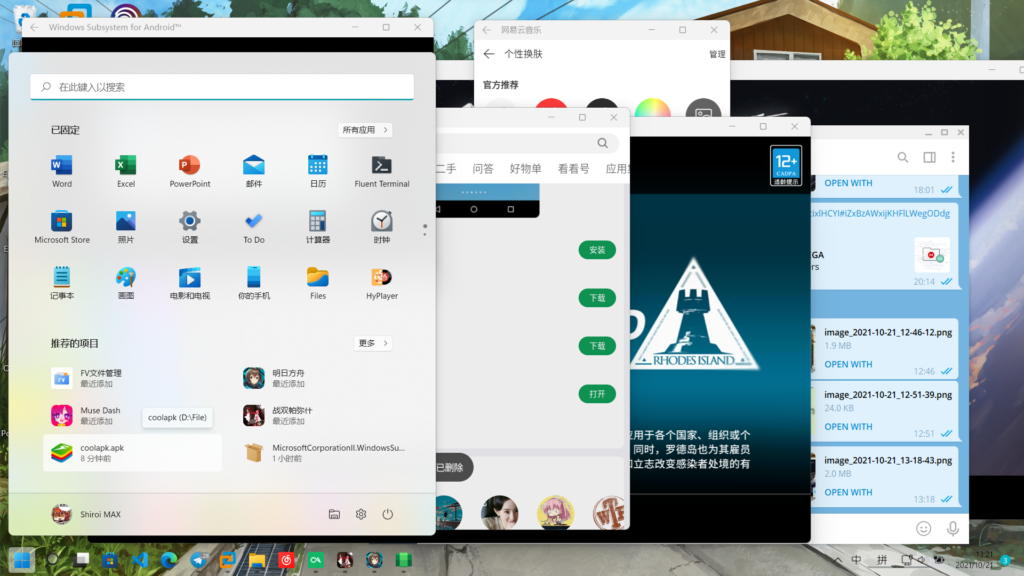 Windows Subsystem for Android™
在此键入以搜索
已固定
所有应用
Word
Excel
PowerPoint
邮件
日历
Fluent Terminal
Microsoft Store
照片
设置
To Do
计算器
时钟
记事本
画图
电影和电视
你的手机
Files
HyPlayer
推荐的项目
更多
FV文件管理
最近添加
明日方舟
最近添加
Muse Dash
最近添加
战双帕弥什
最近添加
coolapk (D:\File)
coolapk.apk
8 分钟前
MicrosoftCorporationII.WindowsSu...
1 小时前
Shiroi MAX
网易云音乐
个性换肤
管理
官方推荐
二手
问答
好物单
看看号
安装
下载
下载
打开
已删除
12+
CADPA
适龄提示
RHODES ISLAND
应用于各个国家、组织或个
同时，罗德岛也为其雇员
立志改变感染者处境的有
OPEN WITH
18:01
ixlHCYl#iZxBzAWxijKHFlLWegODdg
GA
rs
20:14
image_2021-10-21_12-46-12.png
1.9 MB
OPEN WITH
12:46
image_2021-10-21_12-51-39.png
24.0 KB
OPEN WITH
12:51
image_2021-10-21_13-18-43.png
2.0 MB
OPEN WITH
13:18
中
拼
13:21
2021/10/21
3